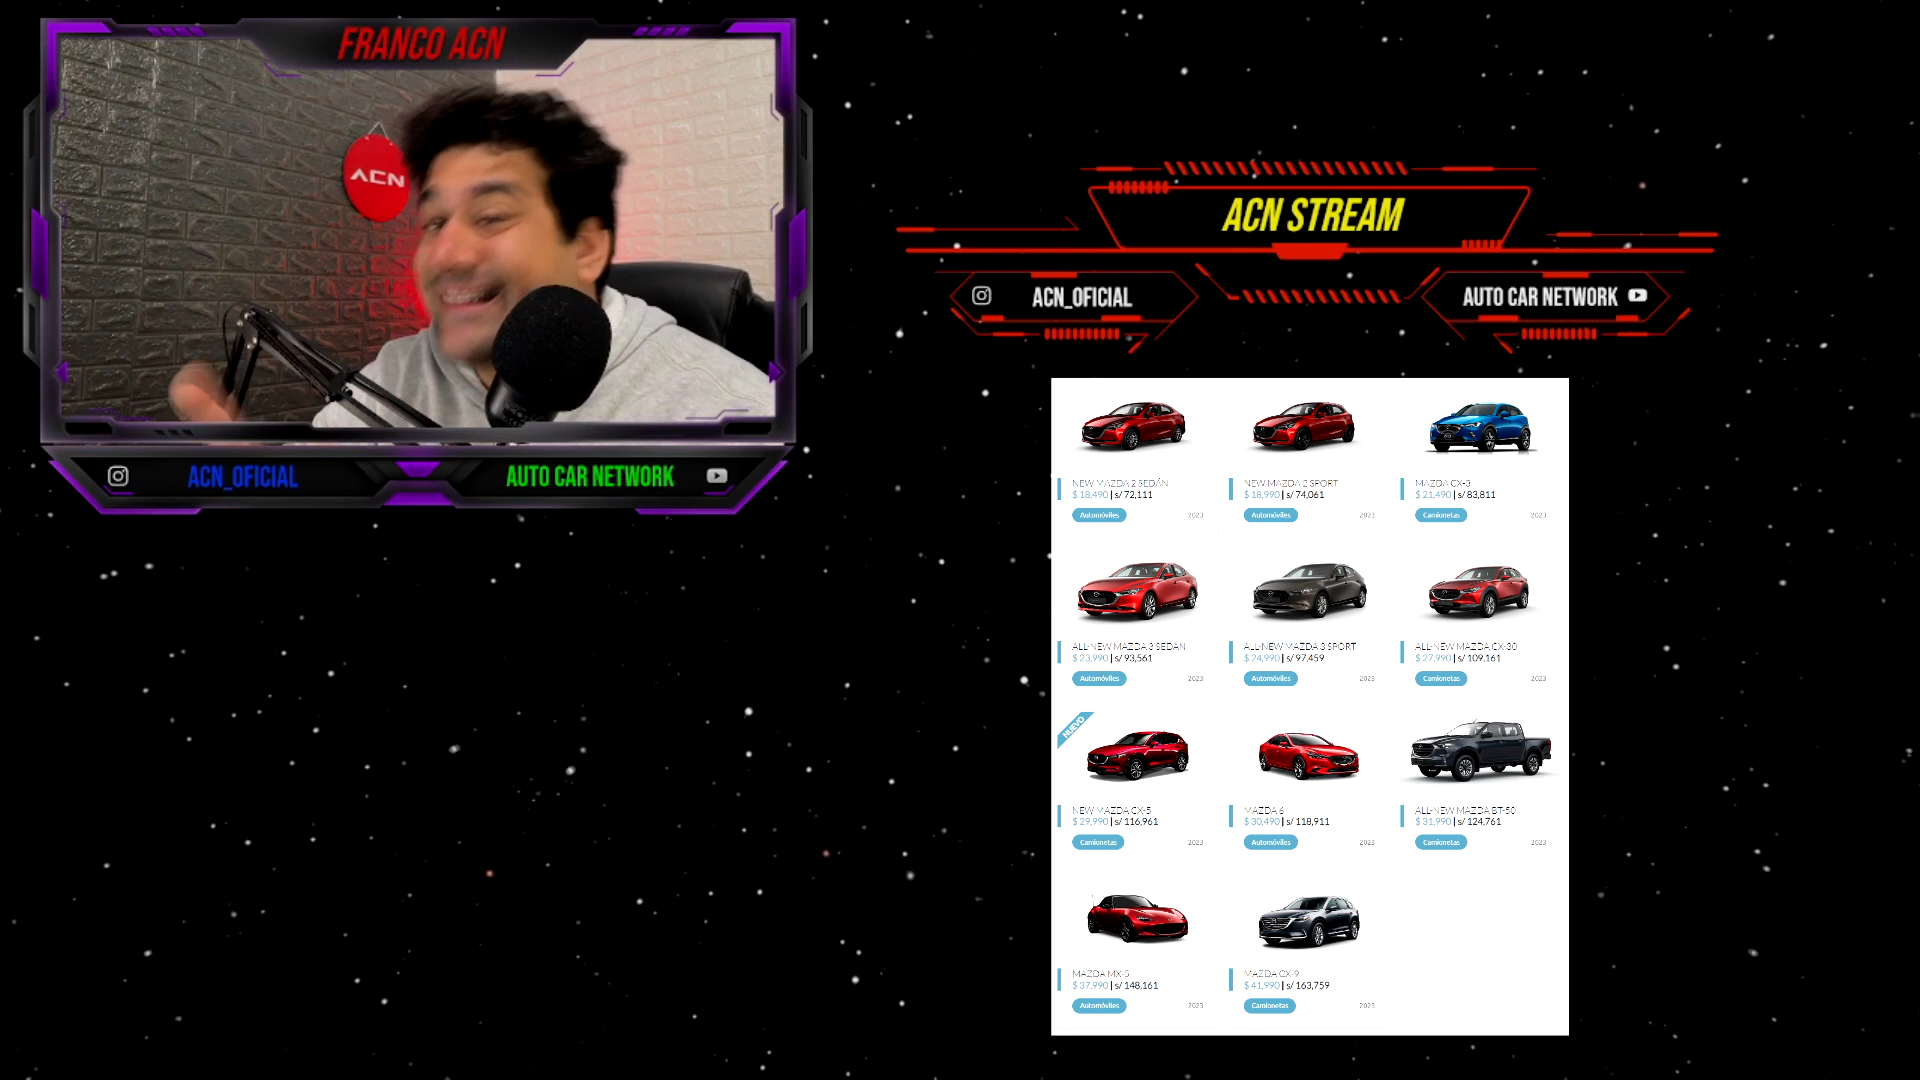 FRANCO ACN
ACN
ACN_OFICIAL
AUTO CAR NETWORK
ACN STREAM
ACN_OFICIAL
AUTO CAR NETWORK
NEW MAZDA 2 SEDÁN
$ 18,490 | s/ 72,111
Automóviles 2023
NEW MAZDA 2 SPORT
$ 18,990 | s/ 74,061
Automóviles 2023
MAZDA CX-3
$ 21,490 | s/ 83,811
Camionetas 2023
ALL-NEW MAZDA 3 SEDÁN
$ 23,990 | s/ 93,561
Automóviles 2023
ALL-NEW MAZDA 3 SPORT
$ 24,990 | s/ 97,459
Automóviles 2023
ALL-NEW MAZDA CX-30
$ 27,990 | s/ 109,161
Camionetas 2023
NUEVO
NEW MAZDA CX-5
$ 29,990 | s/ 116,961
Camionetas 2023
MAZDA 6
$ 30,490 | s/ 118,911
Automóviles 2023
ALL-NEW MAZDA BT-50
$ 31,990 | s/ 124,761
Camionetas 2023
MAZDA MX-5
$ 37,990 | s/ 148,161
Automóviles 2023
MAZDA CX-9
$ 41,990 | s/ 163,759
Camionetas 2023